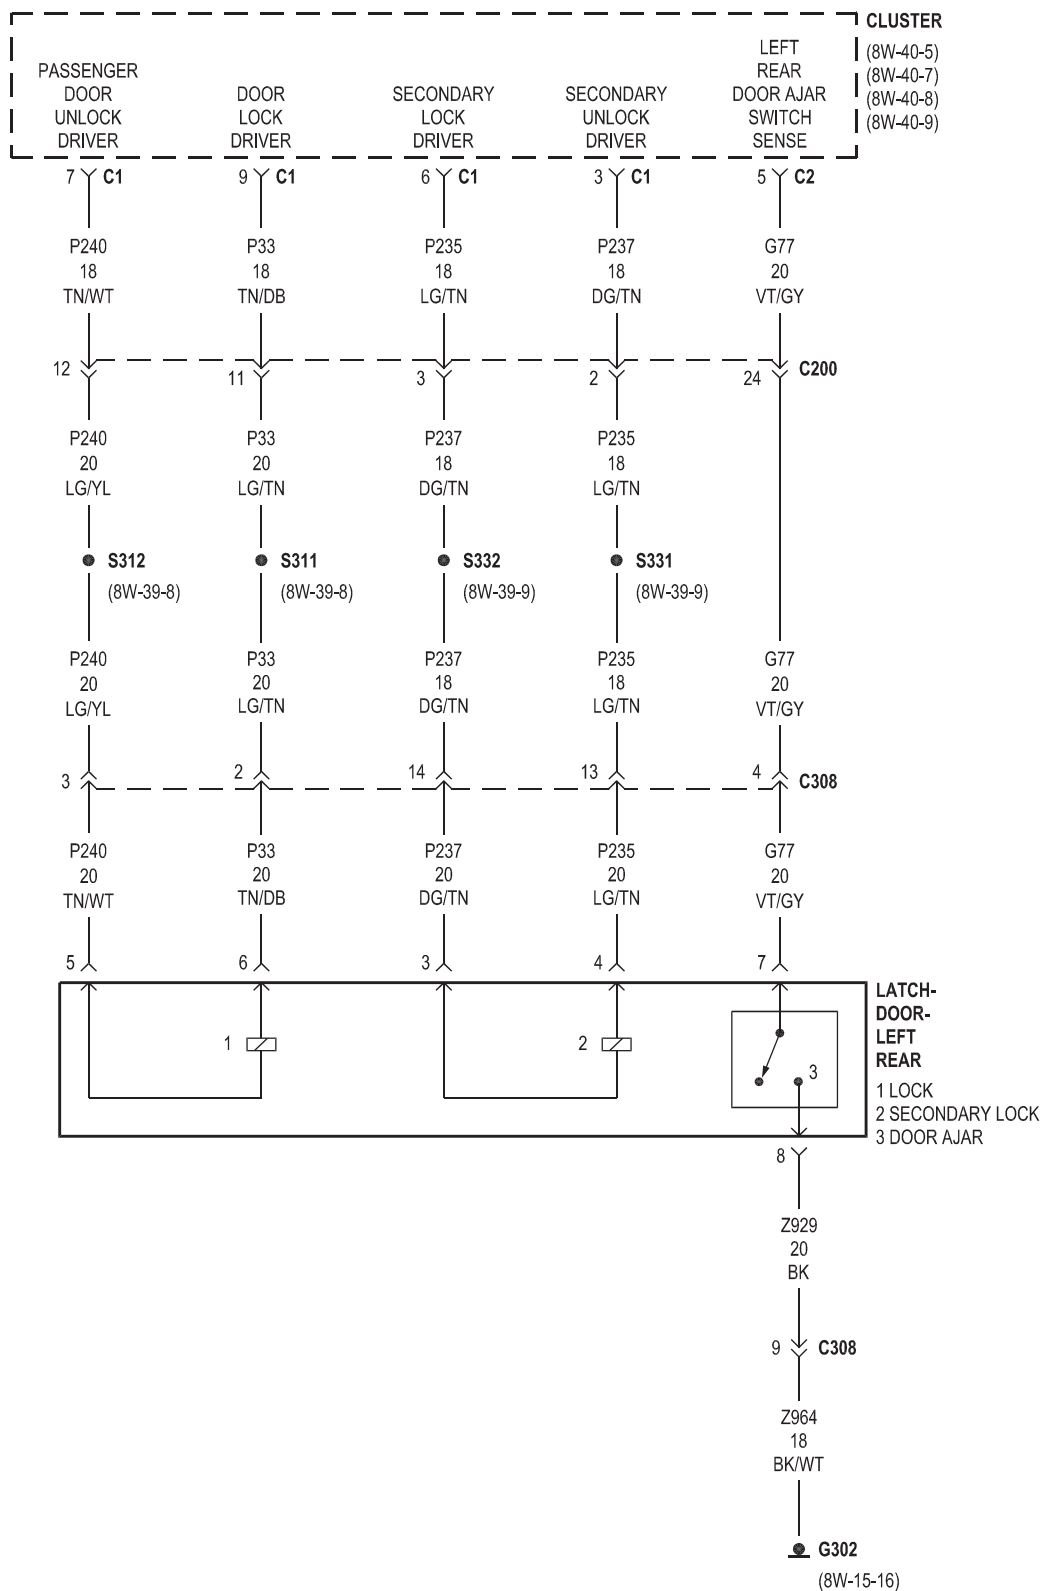 CLUSTER
(8W-40-5)
(8W-40-7)
(8W-40-8)
(8W-40-9)
PASSENGER
DOOR
UNLOCK
DRIVER
DOOR
LOCK
DRIVER
SECONDARY
LOCK
DRIVER
SECONDARY
UNLOCK
DRIVER
LEFT
REAR
DOOR AJAR
SWITCH
SENSE
7 C1 9 C1 6 C1 3 C1 5 C2
P240 P33 P235 P237 G77
18 18 18 18 20
TN/WT TN/DB LG/TN DG/TN VT/GY
12 11 3 2 24 C200
P240 P33 P237 P235
20 20 18 18
LG/YL LG/TN DG/TN LG/TN
S312 S311 S332 S331
(8W-39-8) (8W-39-8) (8W-39-9) (8W-39-9)
P240 P33 P237 P235 G77
20 20 18 18 20
LG/YL LG/TN DG/TN LG/TN VT/GY
3 2 14 13 4 C308
P240 P33 P237 P235 G77
20 20 20 20 20
TN/WT TN/DB DG/TN LG/TN VT/GY
5 6 3 4 7
LATCH-
DOOR-
LEFT
REAR
1 LOCK
2 SECONDARY LOCK
3 DOOR AJAR
1 2 3
8
Z929
20
BK
9 C308
Z964
18
BK/WT
G302
(8W-15-16)